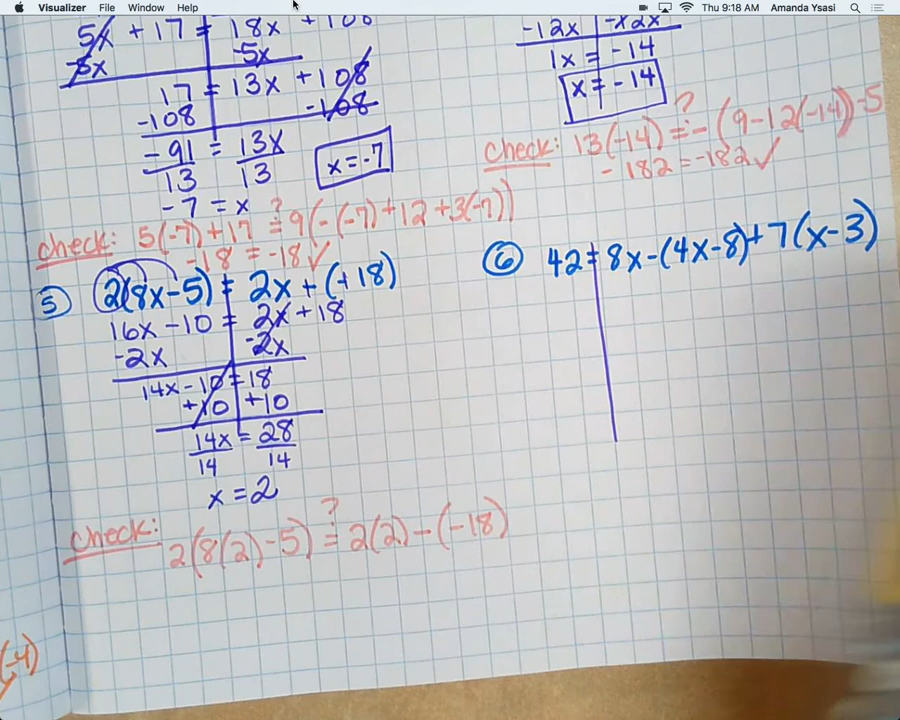 Visualizer File Window Help Thu 9:18 AM Amanda Ysasi
5x + 17 = 18x + 108
-5x -5x
17 = 13x + 108
-108 -108
-91 = 13x
13 13
x = -7
-7 = x
check: 5(-7)+17 ?= 9(-(-7)+12+3(-7))
-18 = -18 ✓
-12x -12x
1x = -14
x = -14
check: 13(-14) ?= -(9-12(-14))-5
-182 = -182 ✓
5 2(8x-5) = 2x + (+18)
16x - 10 = 2x + 18
-2x -2x
14x - 10 = 18
+10 +10
14x = 28
14 14
x = 2
check: 2(8(2)-5) ?= 2(2)-(-18)
6 42 = 8x-(4x-8)+7(x-3)
(-4)